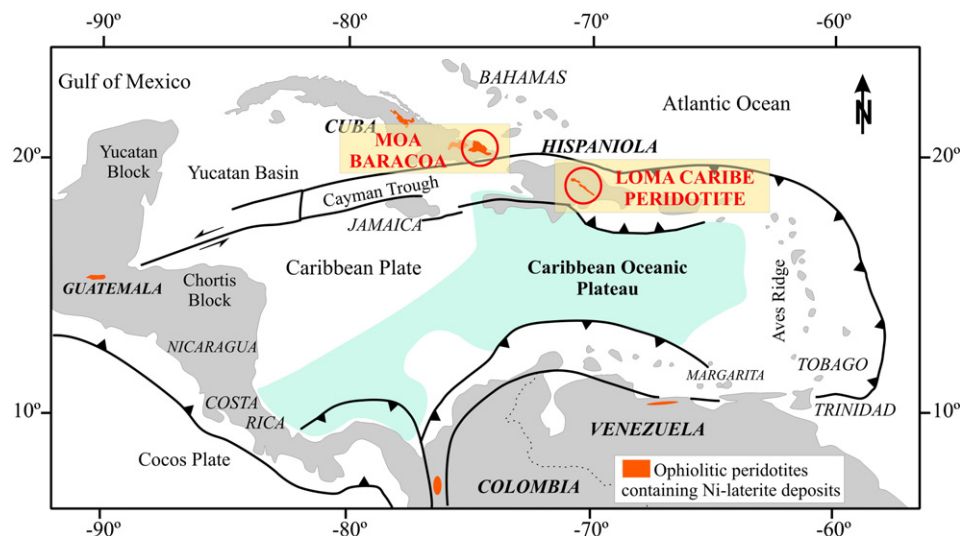 -90º -80º -70º -60º
Gulf of Mexico
BAHAMAS
Atlantic Ocean
N
CUBA
MOA
BARACOA
HISPANIOLA
20º
20º
Yucatan
Block
Yucatan Basin
Cayman Trough
LOMA CARIBE
PERIDOTITE
JAMAICA
Caribbean Plate
Caribbean Oceanic
Plateau
Aves Ridge
GUATEMALA
Chortis
Block
NICARAGUA
MARGARITA
TOBAGO
COSTA
RICA
TRINIDAD
10º
10º
VENEZUELA
Cocos Plate
COLOMBIA
Ophiolitic peridotites
containing Ni-laterite deposits
-90º -80º -70º -60º